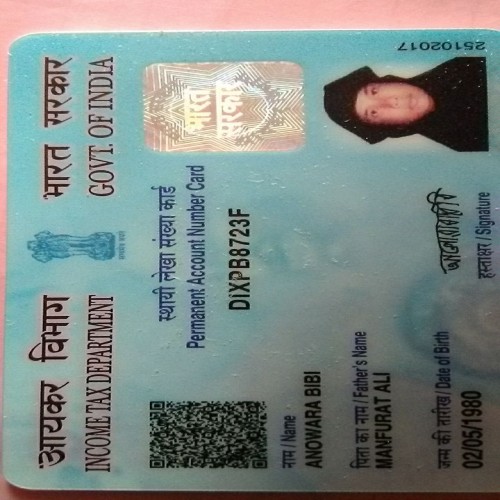 आयकर विभाग
INCOME TAX DEPARTMENT
भारत सरकार
GOVT. OF INDIA
स्थायी लेखा संख्या कार्ड
Permanent Account Number Card
DiXPB8723F
भारत सरकार
नाम / Name
ANOWARA BIBI
पिता का नाम / Father's Name
MANFURAT ALI
जन्म की तारीख / Date of Birth
02/05/1980
हस्ताक्षर / Signature
25102017